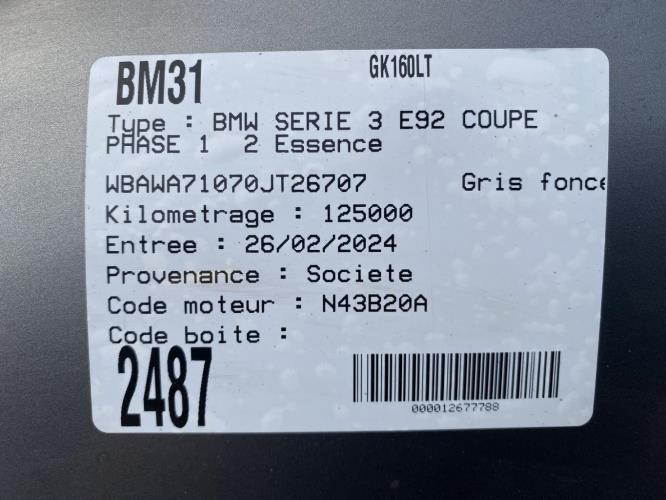 BM31 GK160LT
Type : BMW SERIE 3 E92 COUPE
PHASE 1 2 Essence
WBAWA71070JT26707 Gris fonce
Kilometrage : 125000
Entree : 26/02/2024
Provenance : Societe
Code moteur : N43B20A
Code boite :
2487
000012677788